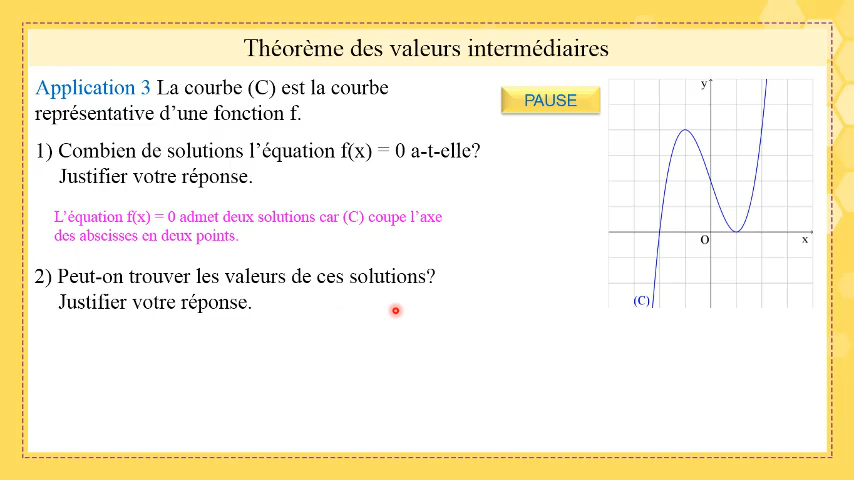 Théorème des valeurs intermédiaires
Application 3 La courbe (C) est la courbe
représentative d’une fonction f.
PAUSE
1) Combien de solutions l’équation f(x) = 0 a-t-elle?
Justifier votre réponse.
L’équation f(x) = 0 admet deux solutions car (C) coupe l’axe
des abscisses en deux points.
2) Peut-on trouver les valeurs de ces solutions?
Justifier votre réponse.
y
O
x
(C)